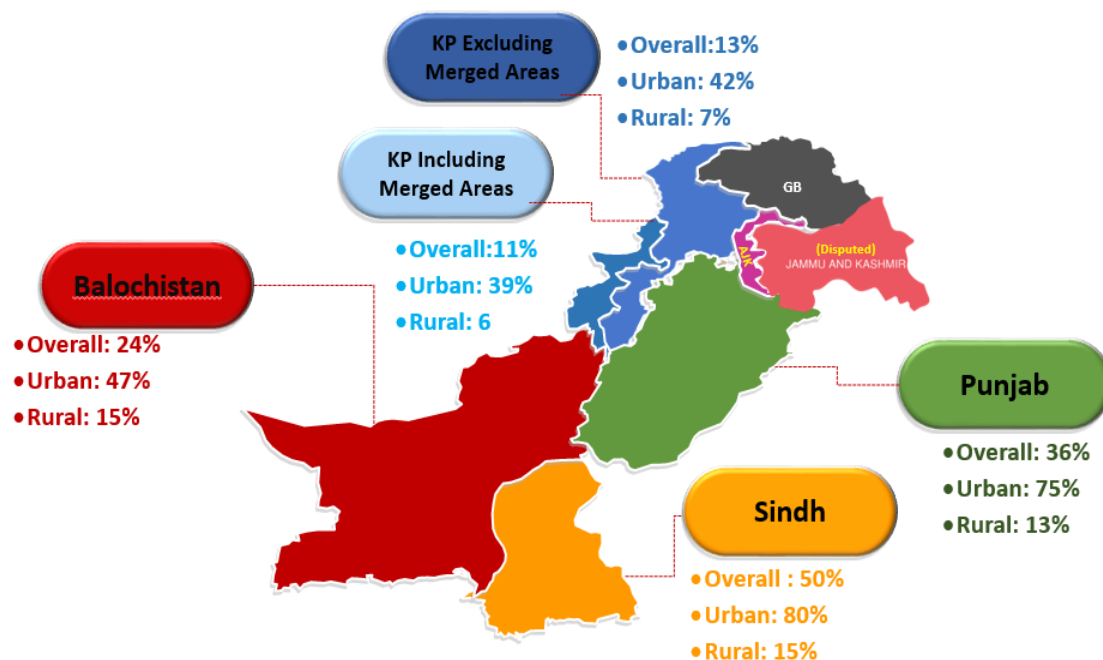 KP Excluding
Merged Areas
•Overall:13%
•Urban: 42%
•Rural: 7%
KP Including
Merged Areas
•Overall:11%
•Urban: 39%
•Rural: 6
GB
AJK
(Disputed)
JAMMU AND KASHMIR
Balochistan
•Overall: 24%
•Urban: 47%
•Rural: 15%
Punjab
•Overall: 36%
•Urban: 75%
•Rural: 13%
Sindh
•Overall : 50%
•Urban: 80%
•Rural: 15%